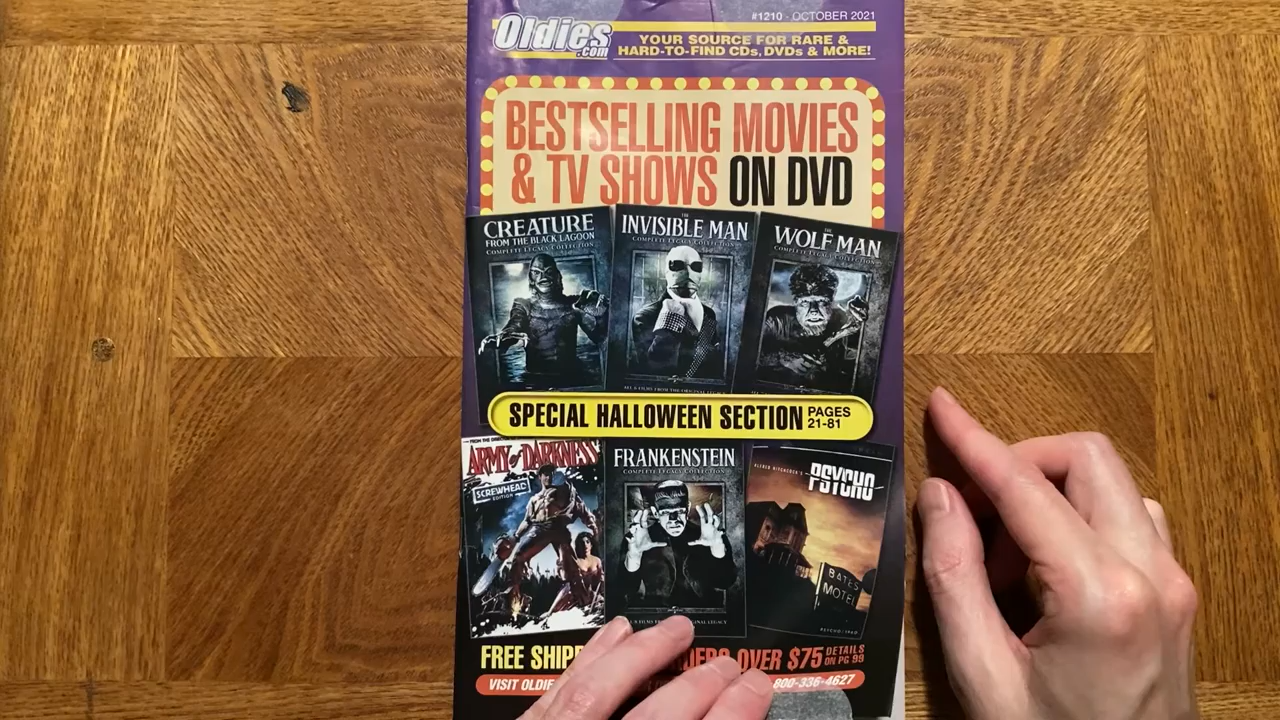 Oldies
.com
#1210 - OCTOBER 2021
YOUR SOURCE FOR RARE &
HARD-TO-FIND CDs, DVDs & MORE!
BESTSELLING MOVIES
& TV SHOWS ON DVD
CREATURE
FROM THE BLACK LAGOON
COMPLETE LEGACY COLLECTION
THE
INVISIBLE MAN
COMPLETE LEGACY COLLECTION
THE
WOLF MAN
COMPLETE LEGACY COLLECTION
SPECIAL HALLOWEEN SECTION PAGES
21-81
ARMY of DARKNESS
SCREWHEAD
EDITION
FRANKENSTEIN
COMPLETE LEGACY COLLECTION
ALFRED HITCHCOCK'S
PSYCHO
BATES
MOTEL
FREE SHIP
OVER $75 DETAILS
ON PG 99
VISIT OLDIE
800-336-4627